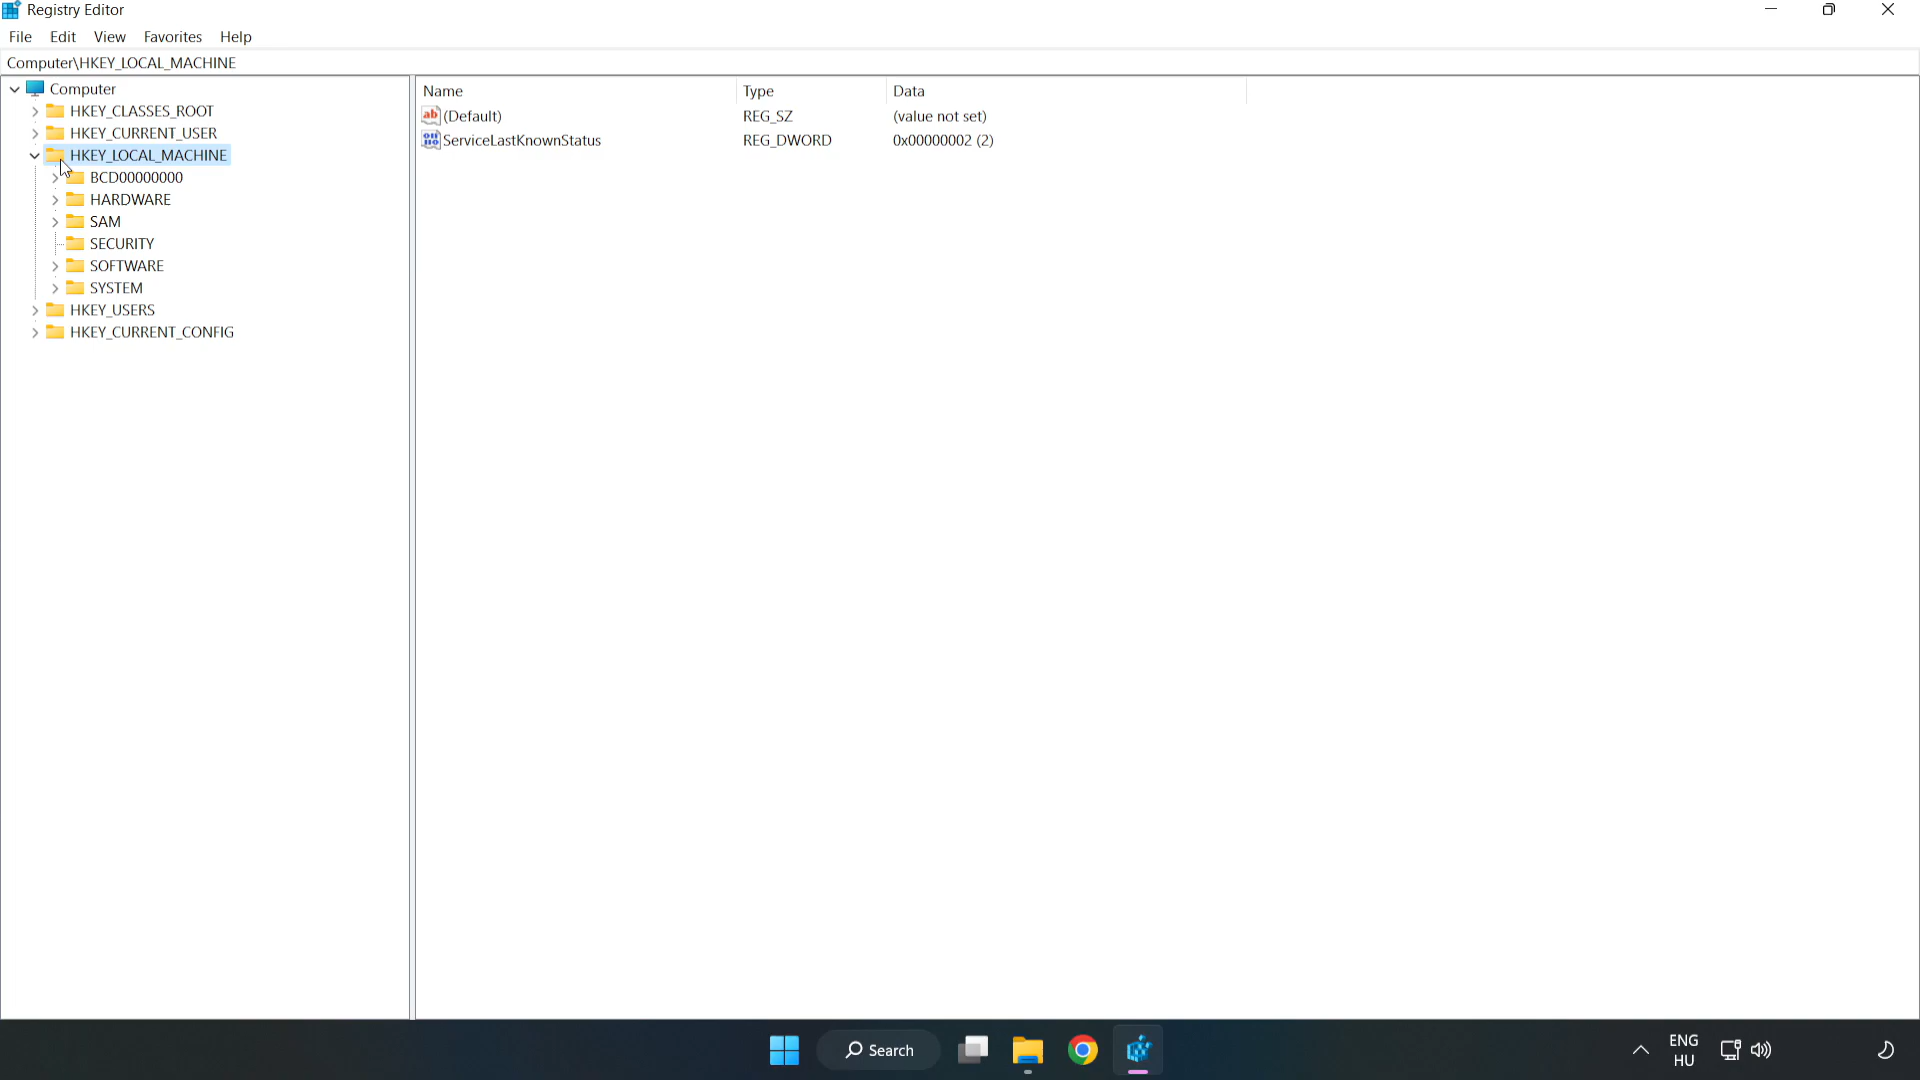 Registry Editor
File Edit View Favorites Help
Computer\HKEY_LOCAL_MACHINE
Computer
HKEY_CLASSES_ROOT
HKEY_CURRENT_USER
HKEY_LOCAL_MACHINE
BCD00000000
HARDWARE
SAM
SECURITY
SOFTWARE
SYSTEM
HKEY_USERS
HKEY_CURRENT_CONFIG
Name Type Data
(Default) REG_SZ (value not set)
ServiceLastKnownStatus REG_DWORD 0x00000002 (2)
Search
ENG
HU